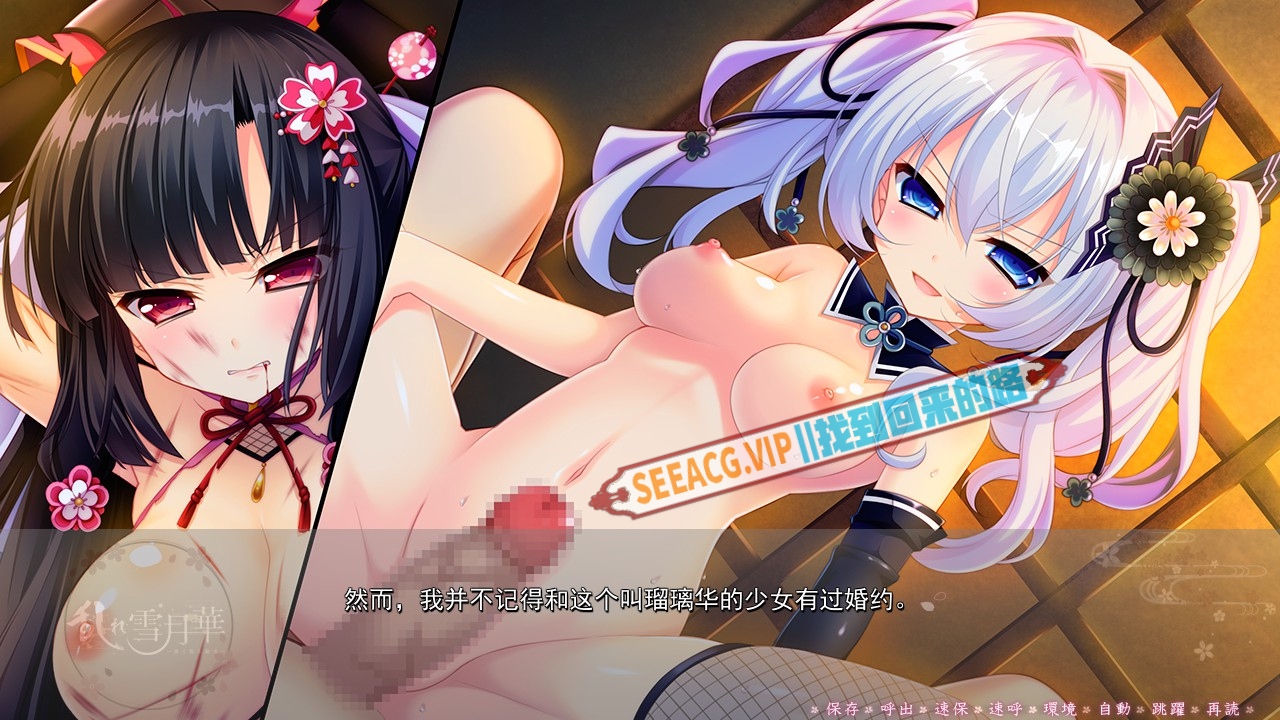 SEEACG.VIP||找到回来的路
然而，我并不记得和这个叫瑠璃华的少女有过婚约。
乱れ雪月華
保存 呼出 速保 速呼 環境 自動 跳躍 再読